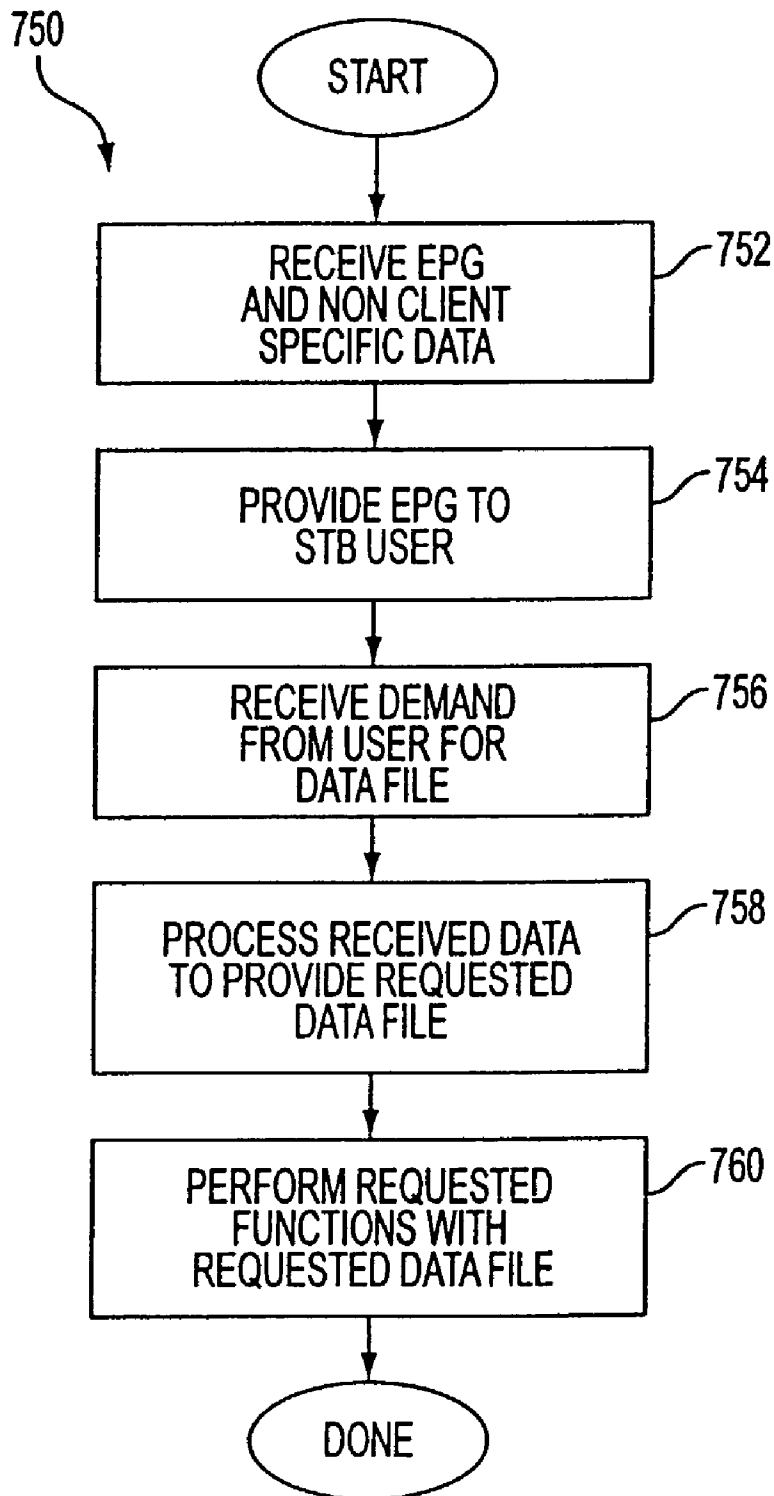 750
START
RECEIVE EPG
AND NON CLIENT
SPECIFIC DATA
752
PROVIDE EPG TO
STB USER
754
RECEIVE DEMAND
FROM USER FOR
DATA FILE
756
PROCESS RECEIVED DATA
TO PROVIDE REQUESTED
DATA FILE
758
PERFORM REQUESTED
FUNCTIONS WITH
REQUESTED DATA FILE
760
DONE